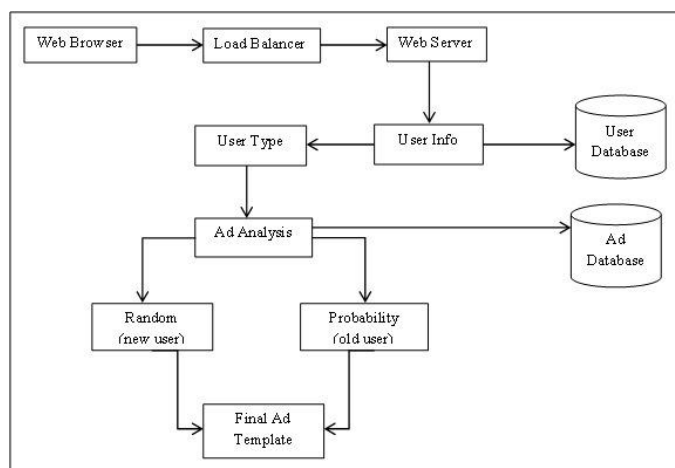 Web Browser
Load Balancer
Web Server
User Type
User Info
User
Database
Ad Analysis
Ad
Database
Random
(new user)
Probability
(old user)
Final Ad
Template